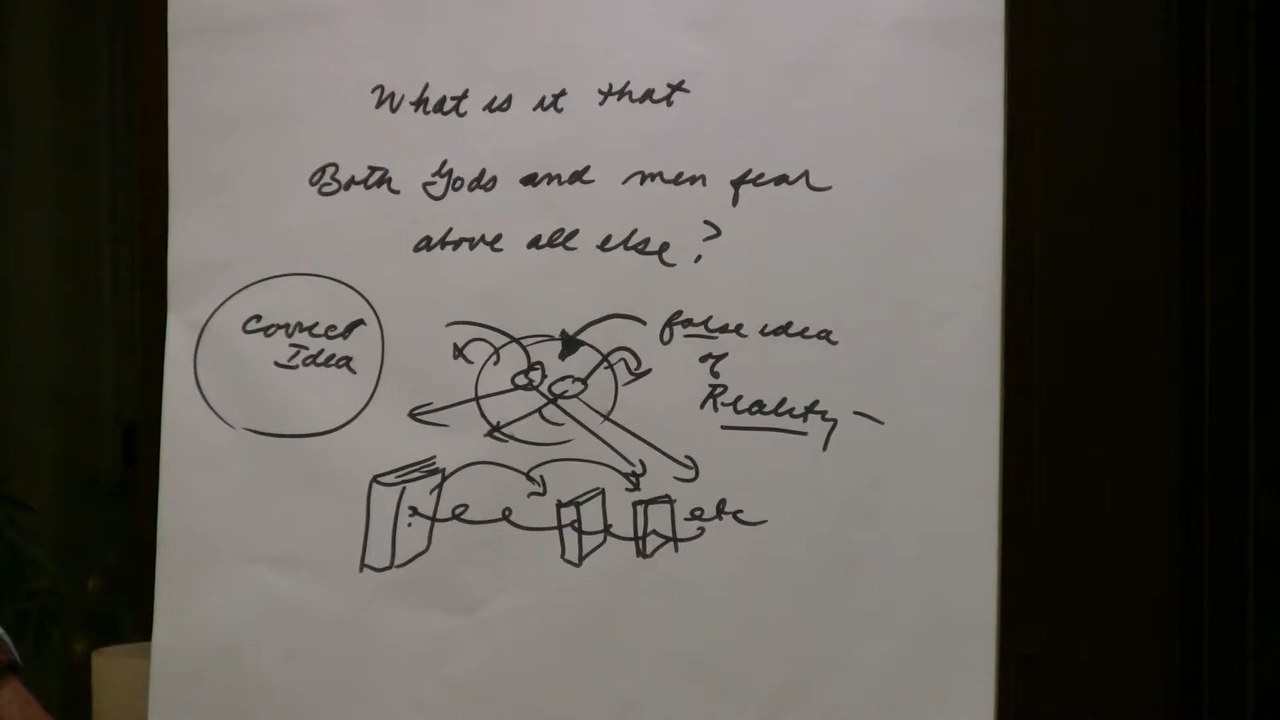 What is it that
Both Gods and men fear
above all else?
Correct
Idea
false idea
of
Reality
etc